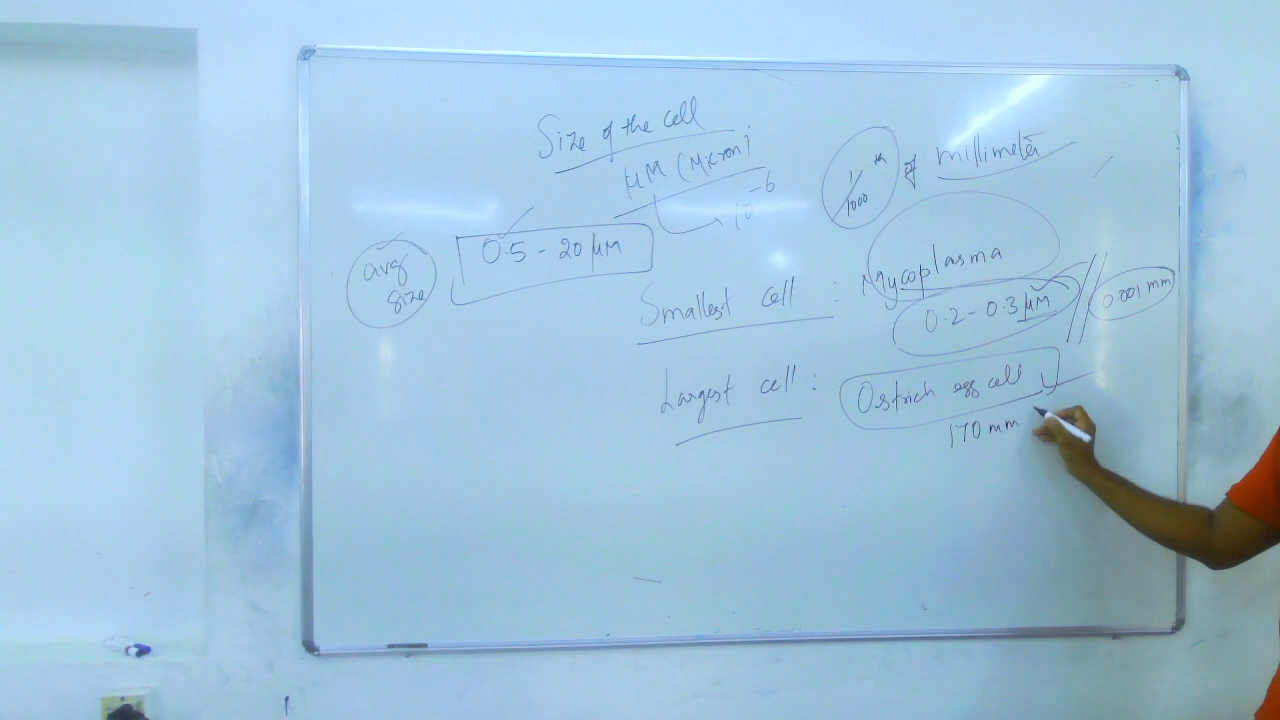 Size of the cell
μM (Micron)
10⁻⁶
1/1000 th of millimeter
avg size
0.5 - 20 μM
Smallest cell : Mycoplasma
0.2 - 0.3 μM // 0.001 mm
Largest cell : Ostrich egg cell
170 mm